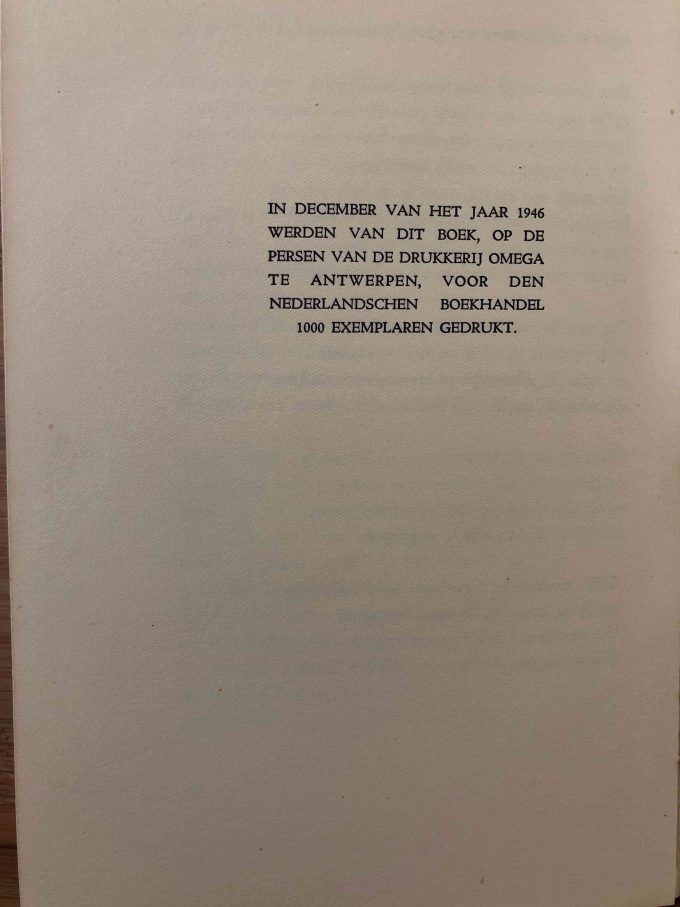 IN DECEMBER VAN HET JAAR 1946
WERDEN VAN DIT BOEK, OP DE
PERSEN VAN DE DRUKKERIJ OMEGA
TE ANTWERPEN, VOOR DEN
NEDERLANDSCHEN BOEKHANDEL
1000 EXEMPLAREN GEDRUKT.